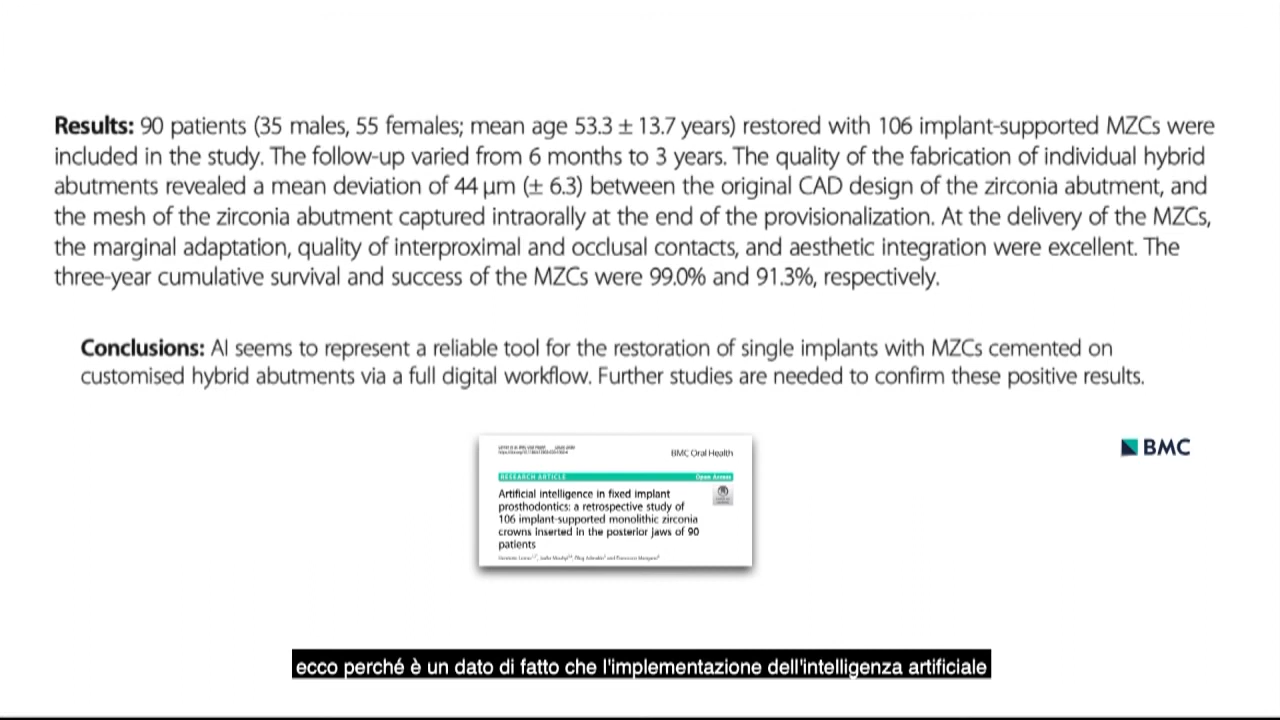 Results: 90 patients (35 males, 55 females; mean age 53.3 ± 13.7 years) restored with 106 implant-supported MZCs were
included in the study. The follow-up varied from 6 months to 3 years. The quality of the fabrication of individual hybrid
abutments revealed a mean deviation of 44 μm (± 6.3) between the original CAD design of the zirconia abutment, and
the mesh of the zirconia abutment captured intraorally at the end of the provisionalization. At the delivery of the MZCs,
the marginal adaptation, quality of interproximal and occlusal contacts, and aesthetic integration were excellent. The
three-year cumulative survival and success of the MZCs were 99.0% and 91.3%, respectively.
Conclusions: AI seems to represent a reliable tool for the restoration of single implants with MZCs cemented on
customised hybrid abutments via a full digital workflow. Further studies are needed to confirm these positive results.
BMC
BMC Oral Health
RESEARCH ARTICLE
Open Access
Artificial intelligence in fixed implant
prosthodontics: a retrospective study of
106 implant-supported monolithic zirconia
crowns inserted in the posterior jaws of 90
patients
ecco perché è un dato di fatto che l'implementazione dell'intelligenza artificiale